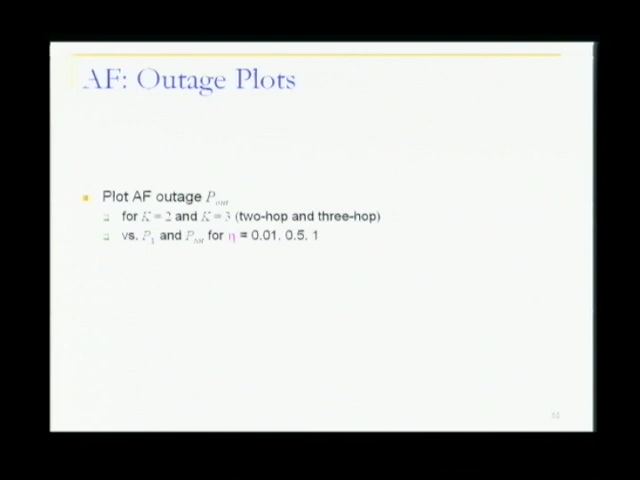 AF: Outage Plots
Plot AF outage P_out
for K = 2 and K = 3 (two-hop and three-hop)
vs. P_1 and P_tot for η = 0.01, 0.5, 1